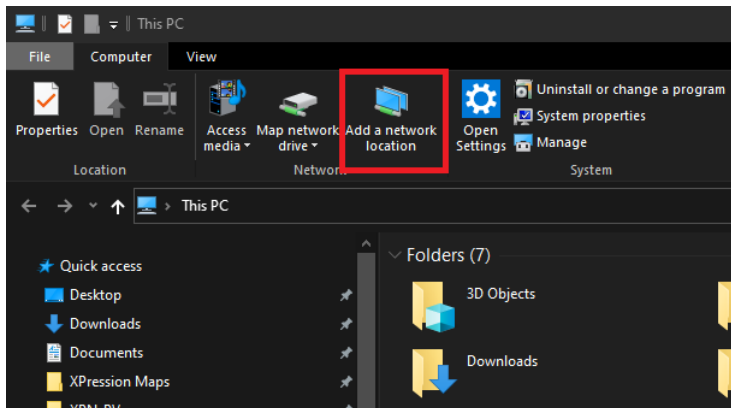 This PC
File Computer View
Properties Open Rename
Access media
Map network drive
Add a network location
Open Settings
Uninstall or change a program
System properties
Manage
Location Network System
This PC
Quick access
Desktop
Downloads
Documents
XPression Maps
Folders (7)
3D Objects
Downloads